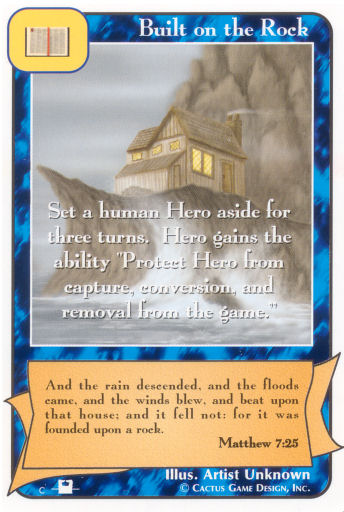 Built on the Rock
Set a human Hero aside for
three turns. Hero gains the
ability "Protect Hero from
capture, conversion, and
removal from the game."
And the rain descended, and the floods
came, and the winds blew, and beat upon
that house; and it fell not: for it was
founded upon a rock.
Matthew 7:25
Illus. Artist Unknown
C © Cactus Game Design, Inc.